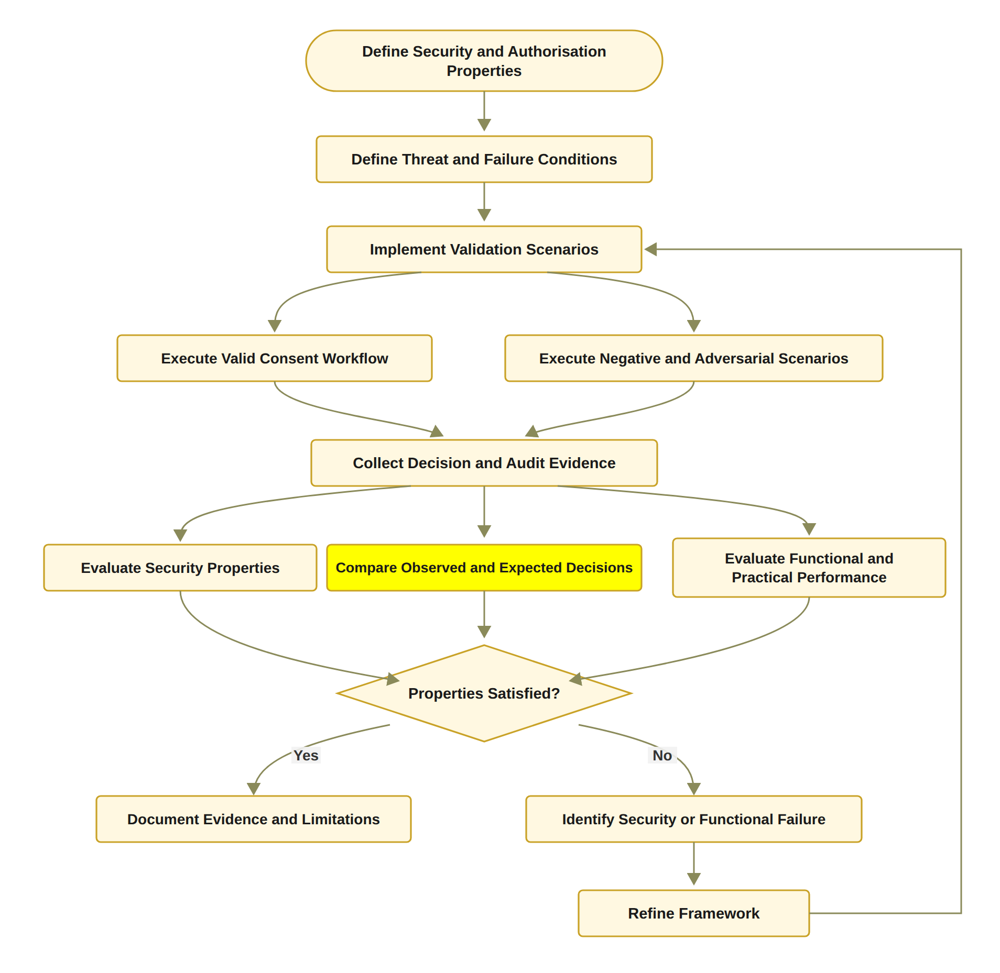 Define Security and Authorisation
Properties
Define Threat and Failure Conditions
Implement Validation Scenarios
Execute Valid Consent Workflow
Execute Negative and Adversarial Scenarios
Collect Decision and Audit Evidence
Evaluate Security Properties
Compare Observed and Expected Decisions
Evaluate Functional and
Practical Performance
Properties Satisfied?
Yes
No
Document Evidence and Limitations
Identify Security or Functional Failure
Refine Framework